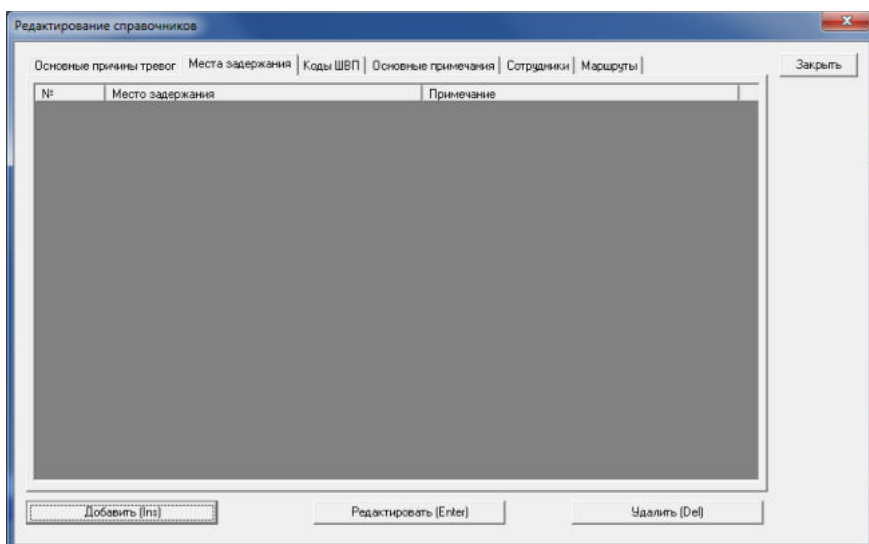 Редактирование справочников
Основные причины тревог Места задержания Коды ШВП Основные примечания Сотрудники Маршруты Закрыть
№ Место задержания Примечание
Добавить (Ins) Редактировать (Enter) Удалить (Del)